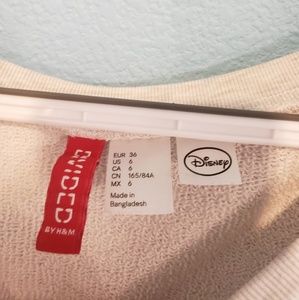 DIVIDED
BY H&M
EUR 36
US 6
CA 6
CN 165/84A
MX 6
Made in
Bangladesh
Disney